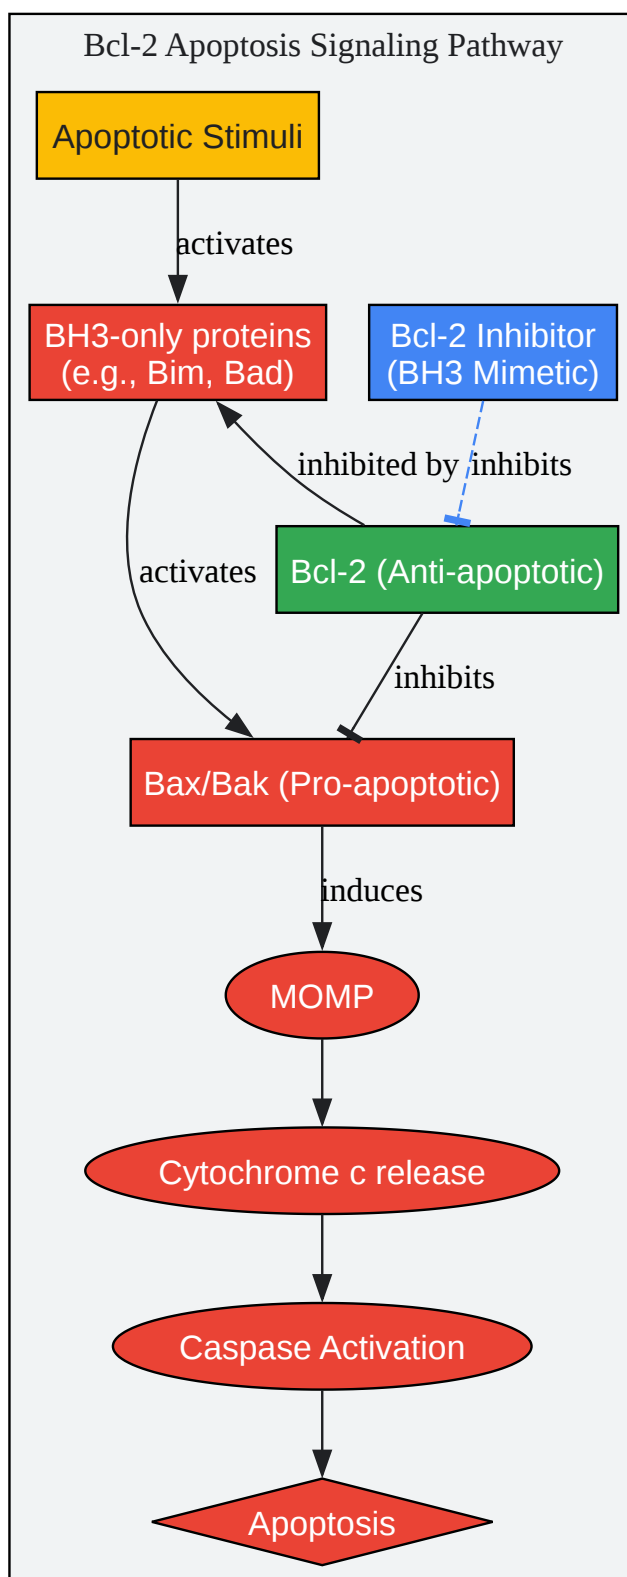 Bcl-2 Apoptosis Signaling Pathway
Apoptotic Stimuli
activates
BH3-only proteins
(e.g., Bim, Bad)
Bcl-2 Inhibitor
(BH3 Mimetic)
inhibited by
inhibits
Bcl-2 (Anti-apoptotic)
activates
inhibits
Bax/Bak (Pro-apoptotic)
induces
MOMP
Cytochrome c release
Caspase Activation
Apoptosis